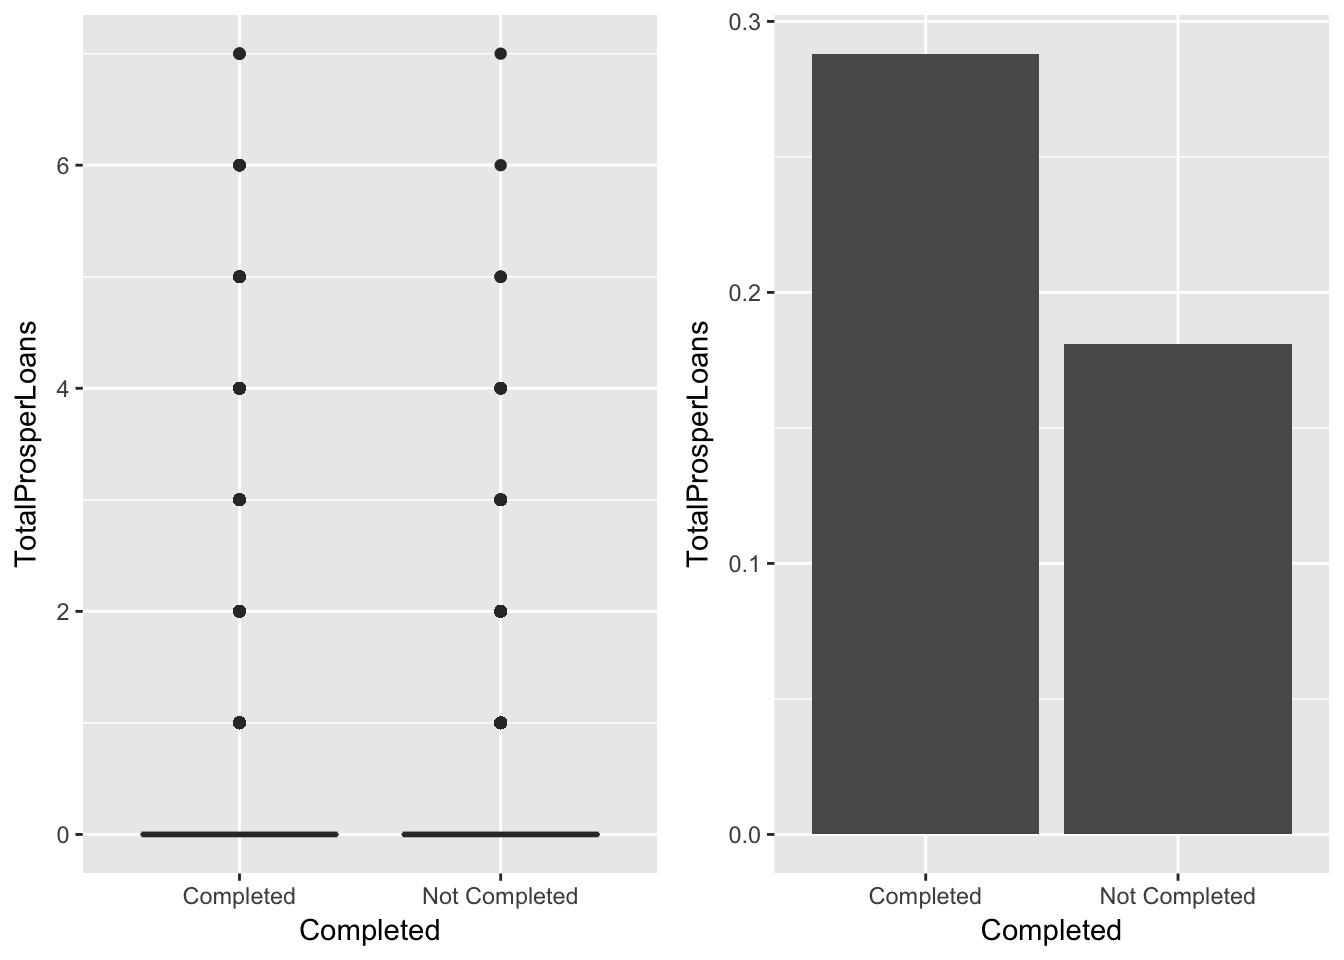 TotalProsperLoans
6
4
2
0
Completed
Not Completed
Completed
TotalProsperLoans
0.3
0.2
0.1
0.0
Completed
Not Completed
Completed